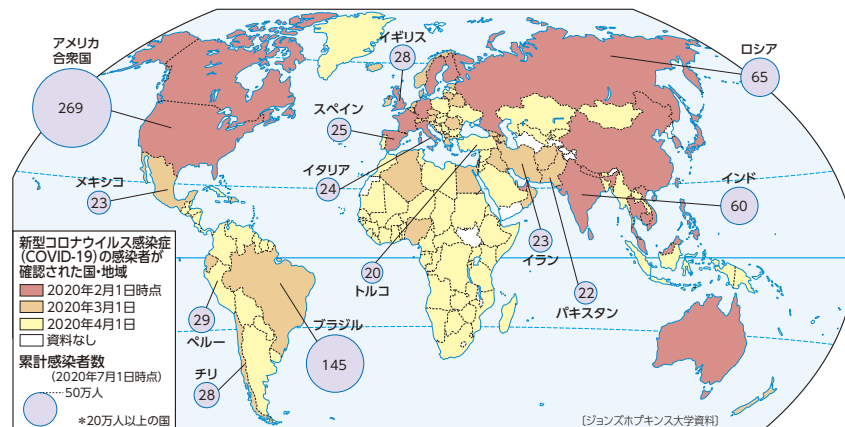 アメリカ
合衆国
269
イギリス
28
ロシア
65
スペイン
25
イタリア
24
メキシコ
23
インド
60
23
イラン
20
トルコ
22
パキスタン
29
ペルー
ブラジル
145
チリ
28
新型コロナウイルス感染症
(COVID-19)の感染者が
確認された国・地域
2020年2月1日時点
2020年3月1日
2020年4月1日
資料なし
累計感染者数
(2020年7月1日時点)
50万人
*20万人以上の国
〔ジョンズホプキンス大学資料〕